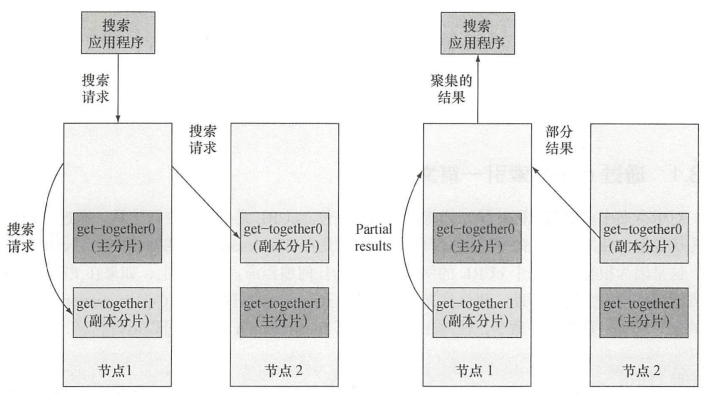 搜索
应用程序
搜索
请求
搜索
请求
搜索
请求
get-together0
(主分片)
get-together1
(副本分片)
节点1
get-together0
(副本分片)
get-together1
(主分片)
节点 2
搜索
应用程序
聚集的
结果
部分
结果
Partial
results
get-together0
(主分片)
get-together1
(副本分片)
节点 1
get-together0
(副本分片)
get-together1
(主分片)
节点 2